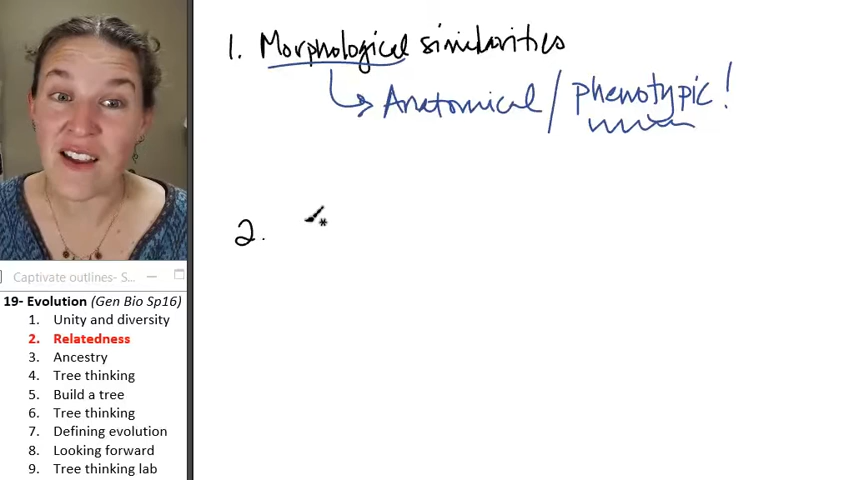 1. Morphological similarities
↳ Anatomical / phenotypic!
2.
Captivate outlines- S...
19- Evolution (Gen Bio Sp16)
1. Unity and diversity
2. Relatedness
3. Ancestry
4. Tree thinking
5. Build a tree
6. Tree thinking
7. Defining evolution
8. Looking forward
9. Tree thinking lab